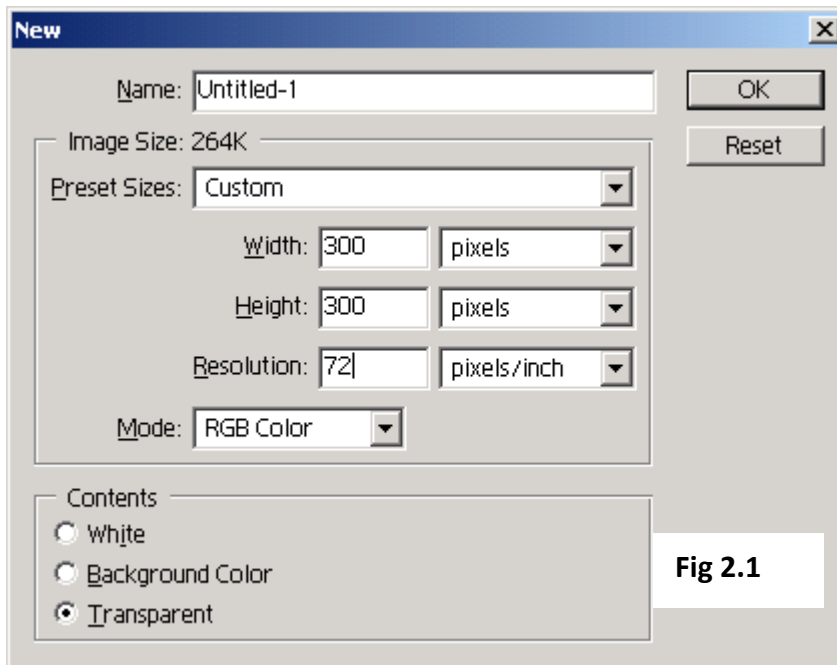 New
Name: Untitled-1
OK
Image Size: 264K
Reset
Preset Sizes: Custom
Width: 300 pixels
Height: 300 pixels
Resolution: 72 pixels/inch
Mode: RGB Color
Contents
White
Background Color
Transparent
Fig 2.1